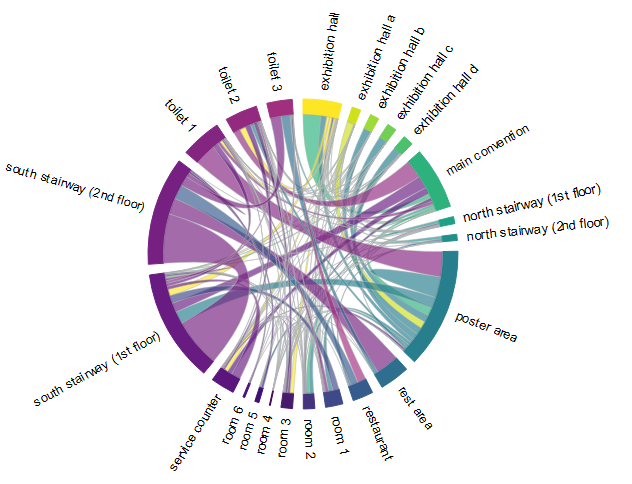 exhibition hall
exhibition hall a
exhibition hall b
exhibition hall c
exhibition hall d
main convention
north stairway (1st floor)
north stairway (2nd floor)
poster area
rest area
restaurant
room 1
room 2
room 3
room 4
room 5
room 6
service counter
south stairway (1st floor)
south stairway (2nd floor)
toilet 1
toilet 2
toilet 3